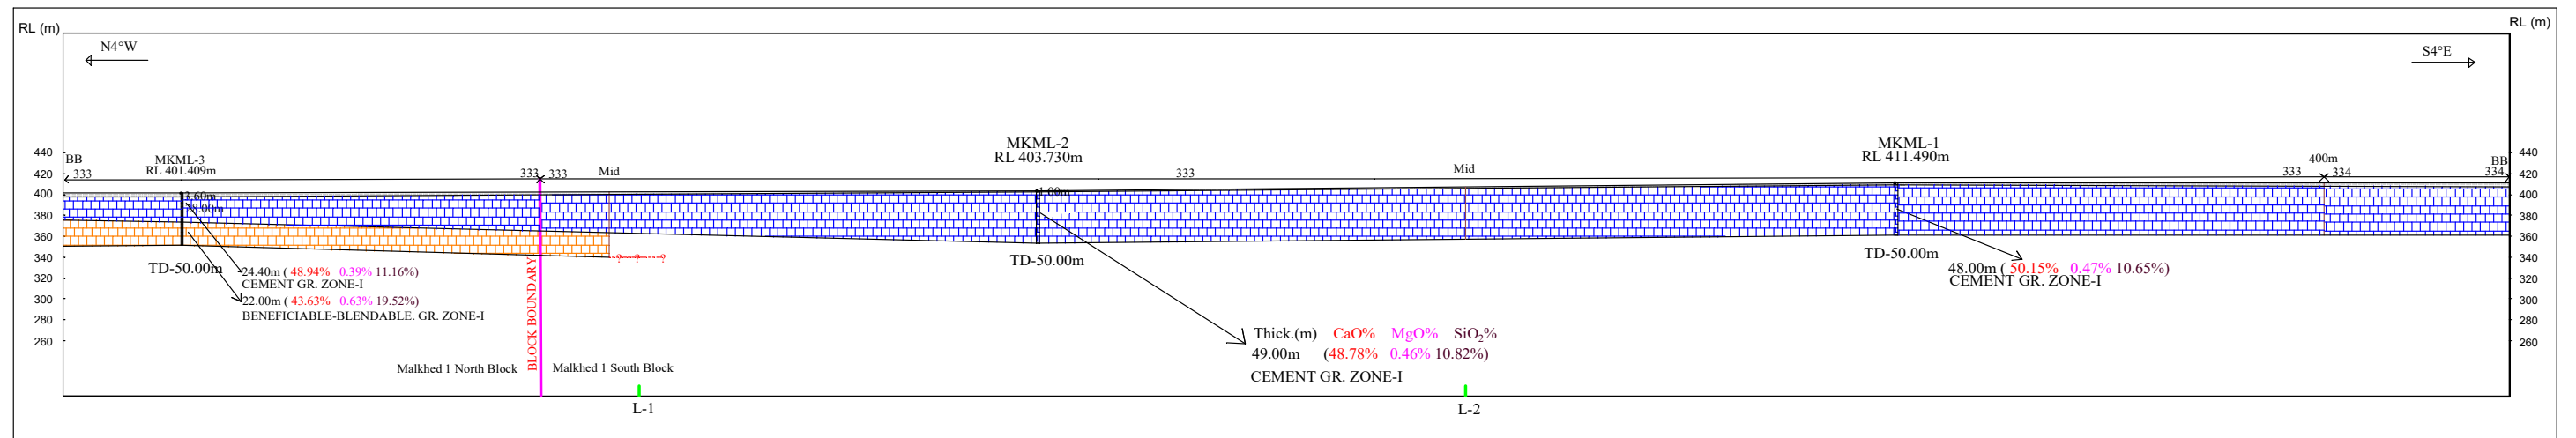 RL (m)
RL (m)
N4°W
S4°E
MKML-2
RL 403.730m
MKML-1
RL 411.490m
440
BB
MKML-3
RL 401.409m
400m
BB
440
420
333
333
333
Mid
333
Mid
333
334
334
420
400
3.60m
1.00m
400
380
28.00m
380
360
360
340
TD-50.00m
?
?
?
TD-50.00m
TD-50.00m
340
24.40m ( 48.94% 0.39% 11.16%)
CEMENT GR. ZONE-I
48.00m ( 50.15% 0.47% 10.65%)
CEMENT GR. ZONE-I
320
320
300
22.00m ( 43.63% 0.63% 19.52%)
BENEFICIABLE-BLENDABLE. GR. ZONE-I
300
280
280
260
260
BLOCK BOUNDARY
Thick.(m) CaO% MgO% SiO₂%
49.00m (48.78% 0.46% 10.82%)
CEMENT GR. ZONE-I
Malkhed 1 North Block
Malkhed 1 South Block
L-1
L-2